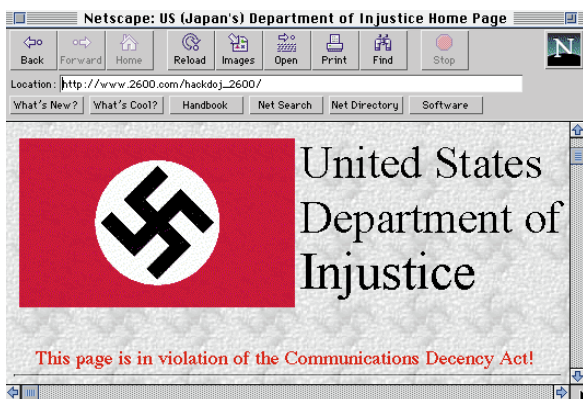 Netscape: US (Japan's) Department of Injustice Home Page
Back Forward Home Reload Images Open Print Find Stop
N
Location: http://www.2600.com/hackdoj_2600/
What's New? What's Cool? Handbook Net Search Net Directory Software
United States
Department of
Injustice
This page is in violation of the Communications Decency Act!